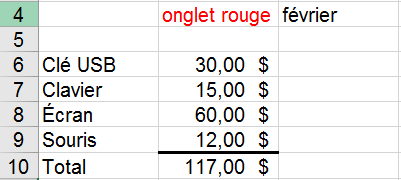 4 onglet rouge février
5
6 Clé USB 30,00 $
7 Clavier 15,00 $
8 Écran 60,00 $
9 Souris 12,00 $
10 Total 117,00 $